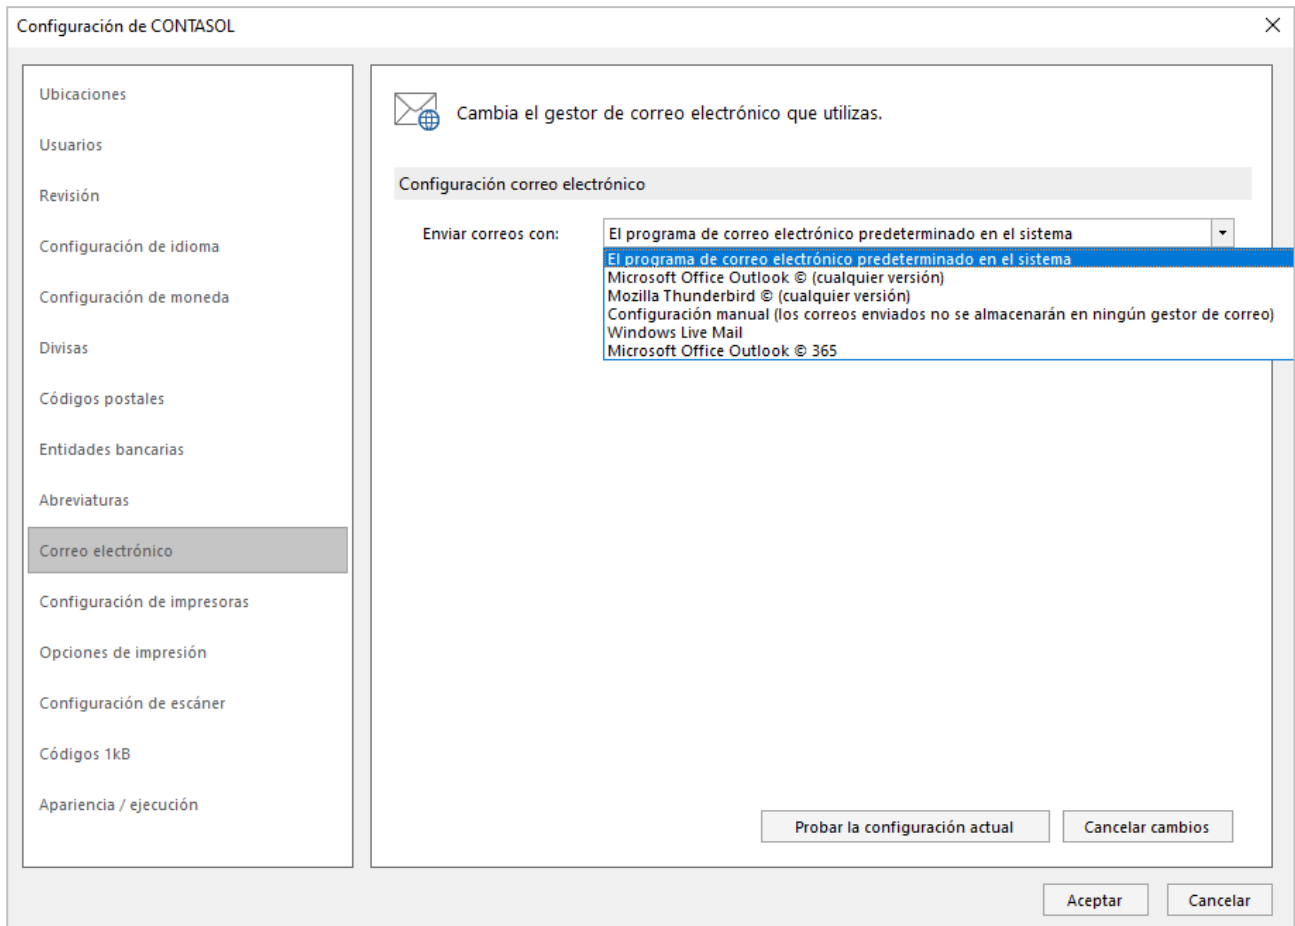 Configuración de CONTASOL
Ubicaciones
Usuarios
Revisión
Configuración de idioma
Configuración de moneda
Divisas
Códigos postales
Entidades bancarias
Abreviaturas
Correo electrónico
Configuración de impresoras
Opciones de impresión
Configuración de escáner
Códigos 1kB
Apariencia / ejecución
Cambia el gestor de correo electrónico que utilizas.
Configuración correo electrónico
Enviar correos con: El programa de correo electrónico predeterminado en el sistema
El programa de correo electrónico predeterminado en el sistema
Microsoft Office Outlook © (cualquier versión)
Mozilla Thunderbird © (cualquier versión)
Configuración manual (los correos enviados no se almacenarán en ningún gestor de correo)
Windows Live Mail
Microsoft Office Outlook © 365
Probar la configuración actual Cancelar cambios
Aceptar Cancelar